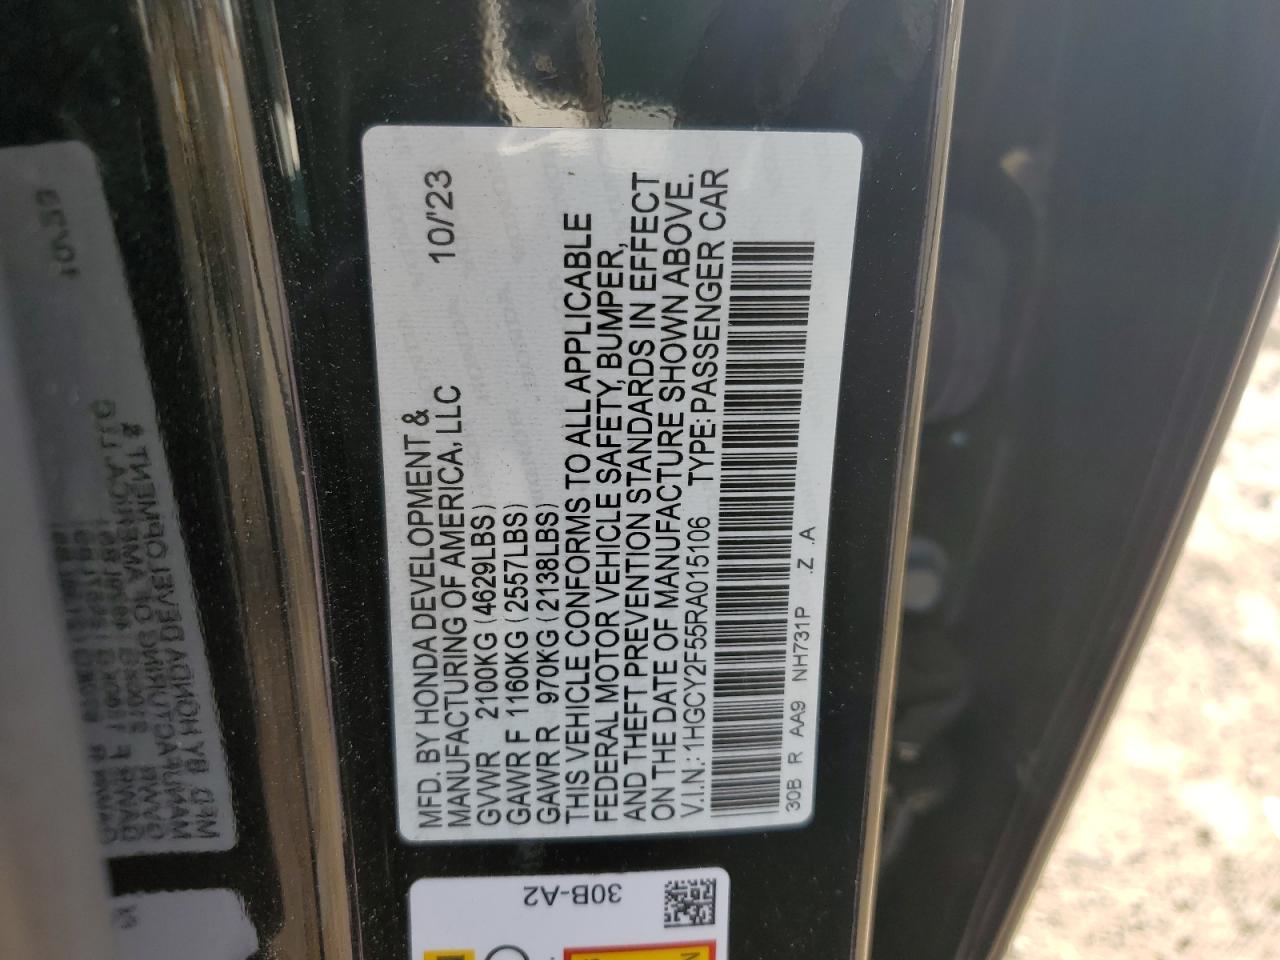 MFD. BY HONDA DEVELOPMENT &
MANUFACTURING OF AMERICA, LLC 10/'23
GVWR 2100KG (4629LBS)
GAWR F 1160KG (2557LBS)
GAWR R 970KG (2138LBS)
THIS VEHICLE CONFORMS TO ALL APPLICABLE
FEDERAL MOTOR VEHICLE SAFETY, BUMPER,
AND THEFT PREVENTION STANDARDS IN EFFECT
ON THE DATE OF MANUFACTURE SHOWN ABOVE.
V.I.N.: 1HGCY2F55RA015106 TYPE: PASSENGER CAR
30B R AA9 NH731P .Z .A
30B-A2